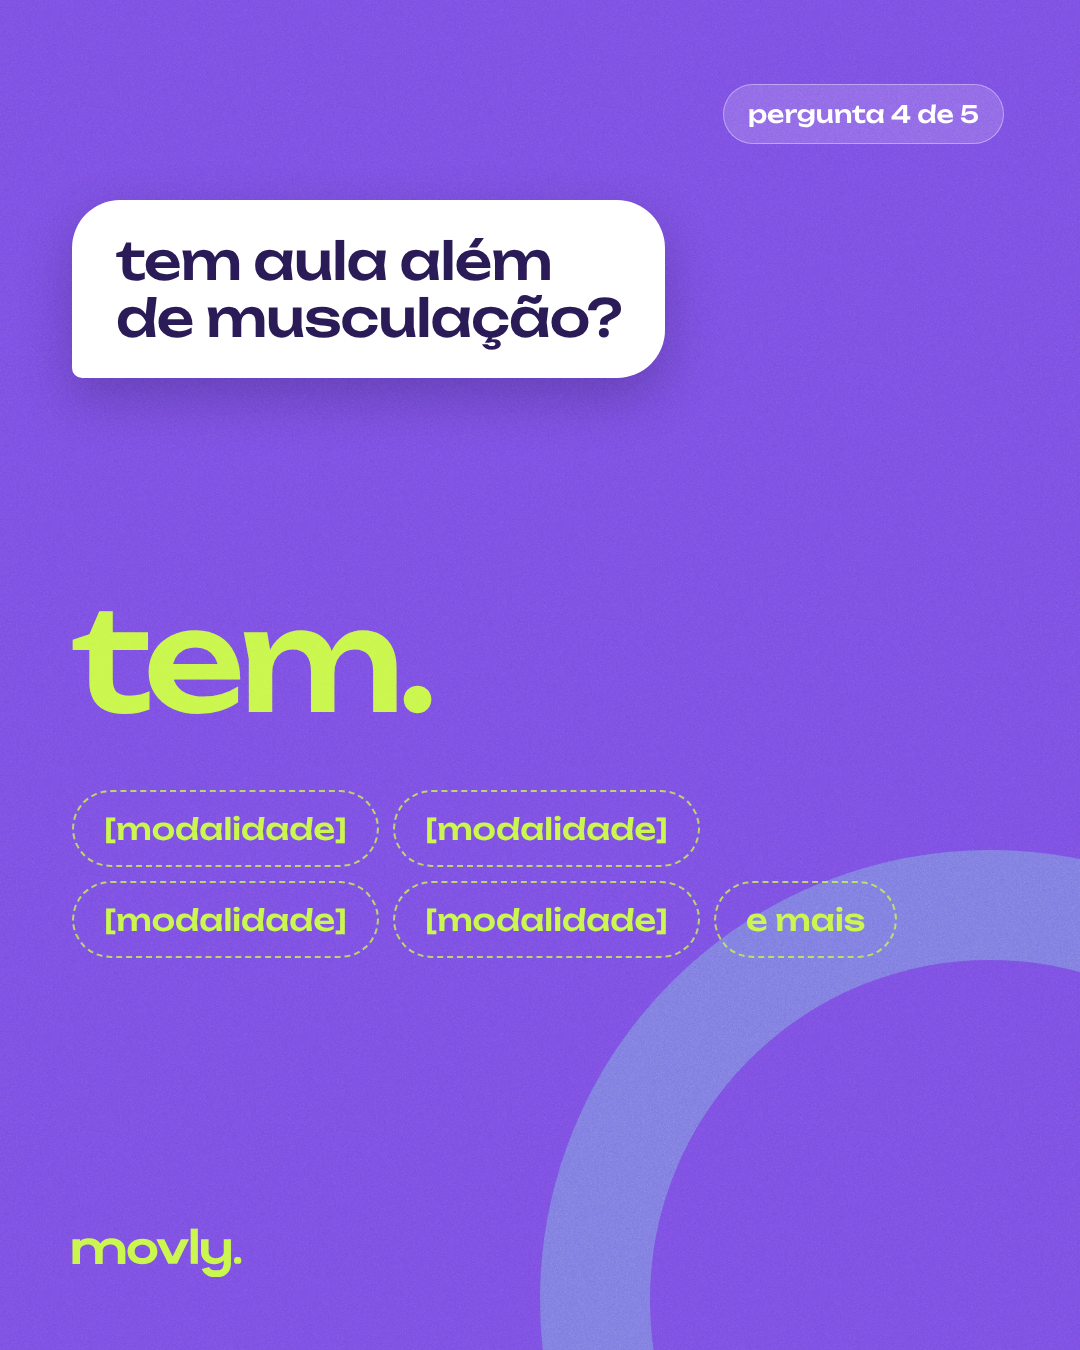 pergunta 4 de 5
tem aula além
de musculação?
tem.
[modalidade] [modalidade]
[modalidade] [modalidade] e mais
movly.